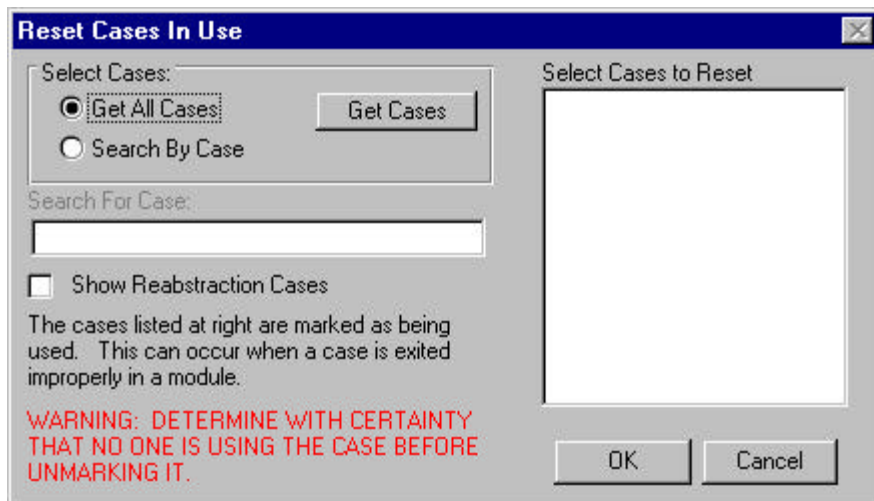 Reset Cases In Use
Select Cases:
Get All Cases
Get Cases
Search By Case
Search For Case:
Show Reabstraction Cases
The cases listed at right are marked as being
used.   This can occur when a case is exited
improperly in a module.
WARNING:  DETERMINE WITH CERTAINTY
THAT NO ONE IS USING THE CASE BEFORE
UNMARKING IT.
Select Cases to Reset
OK
Cancel